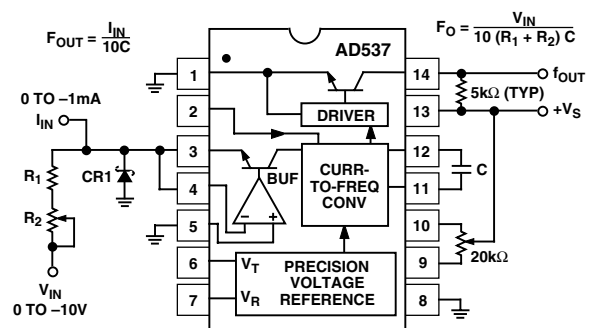 F_OUT = I_IN / 10C
F_O = V_IN / 10 (R_1 + R_2) C
AD537
1
14
f_OUT
5kΩ (TYP)
0 TO –1mA
I_IN
2
DRIVER
13
+V_S
3
CURR-
TO-FREQ
CONV
12
C
R_1
CR1
BUF
4
11
R_2
– +
5
10
20kΩ
6
V_T
PRECISION
VOLTAGE
REFERENCE
9
V_IN
0 TO –10V
7
V_R
8